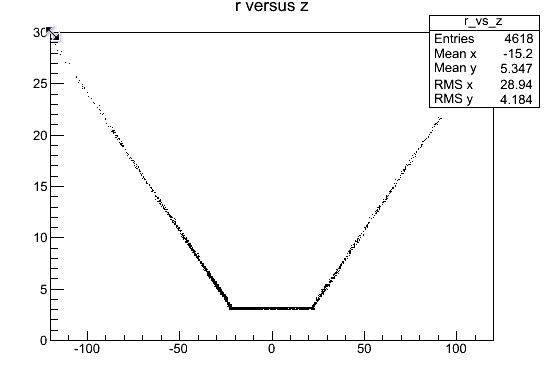 r versus z
r_vs_z
Entries 4618
Mean x -15.2
Mean y 5.347
RMS x 28.94
RMS y 4.184
30
25
20
15
10
5
0
-100 -50 0 50 100